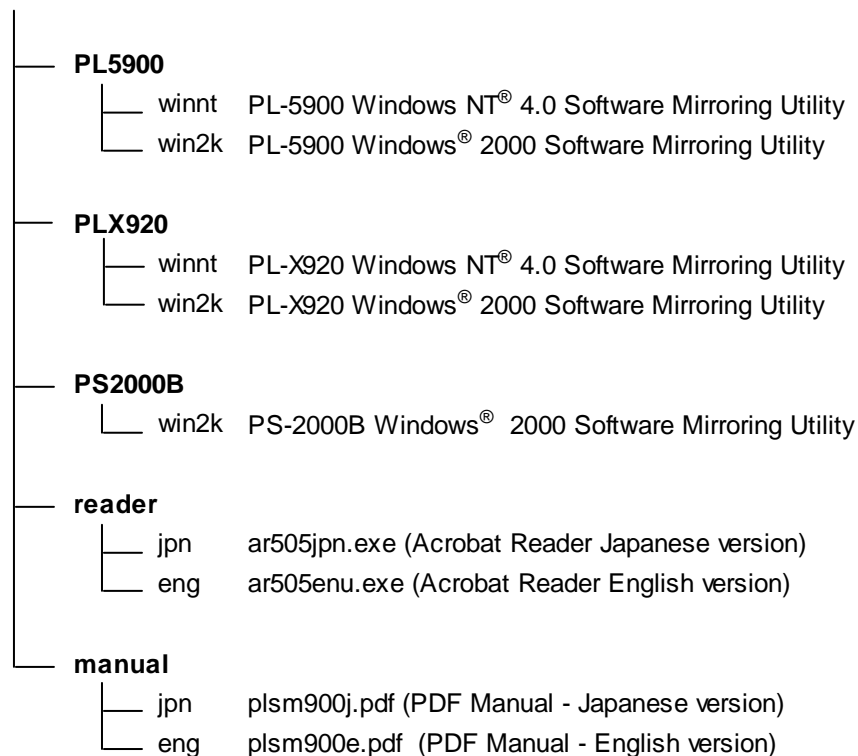 PL5900
winnt PL-5900 Windows NT® 4.0 Software Mirroring Utility
win2k PL-5900 Windows® 2000 Software Mirroring Utility
PLX920
winnt PL-X920 Windows NT® 4.0 Software Mirroring Utility
win2k PL-X920 Windows® 2000 Software Mirroring Utility
PS2000B
win2k PS-2000B Windows® 2000 Software Mirroring Utility
reader
jpn ar505jpn.exe (Acrobat Reader Japanese version)
eng ar505enu.exe (Acrobat Reader English version)
manual
jpn plsm900j.pdf (PDF Manual - Japanese version)
eng plsm900e.pdf (PDF Manual - English version)